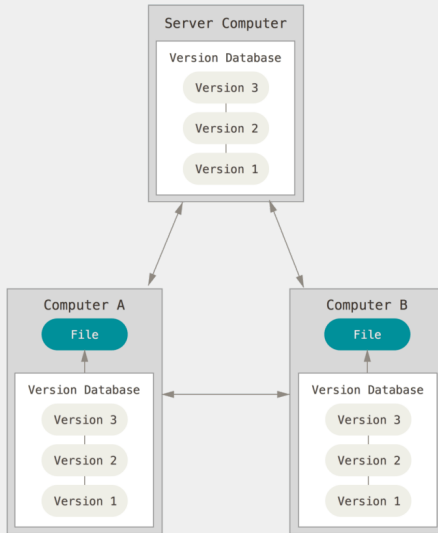 Server Computer
Version Database
Version 3
Version 2
Version 1
Computer A
File
Version Database
Version 3
Version 2
Version 1
Computer B
File
Version Database
Version 3
Version 2
Version 1